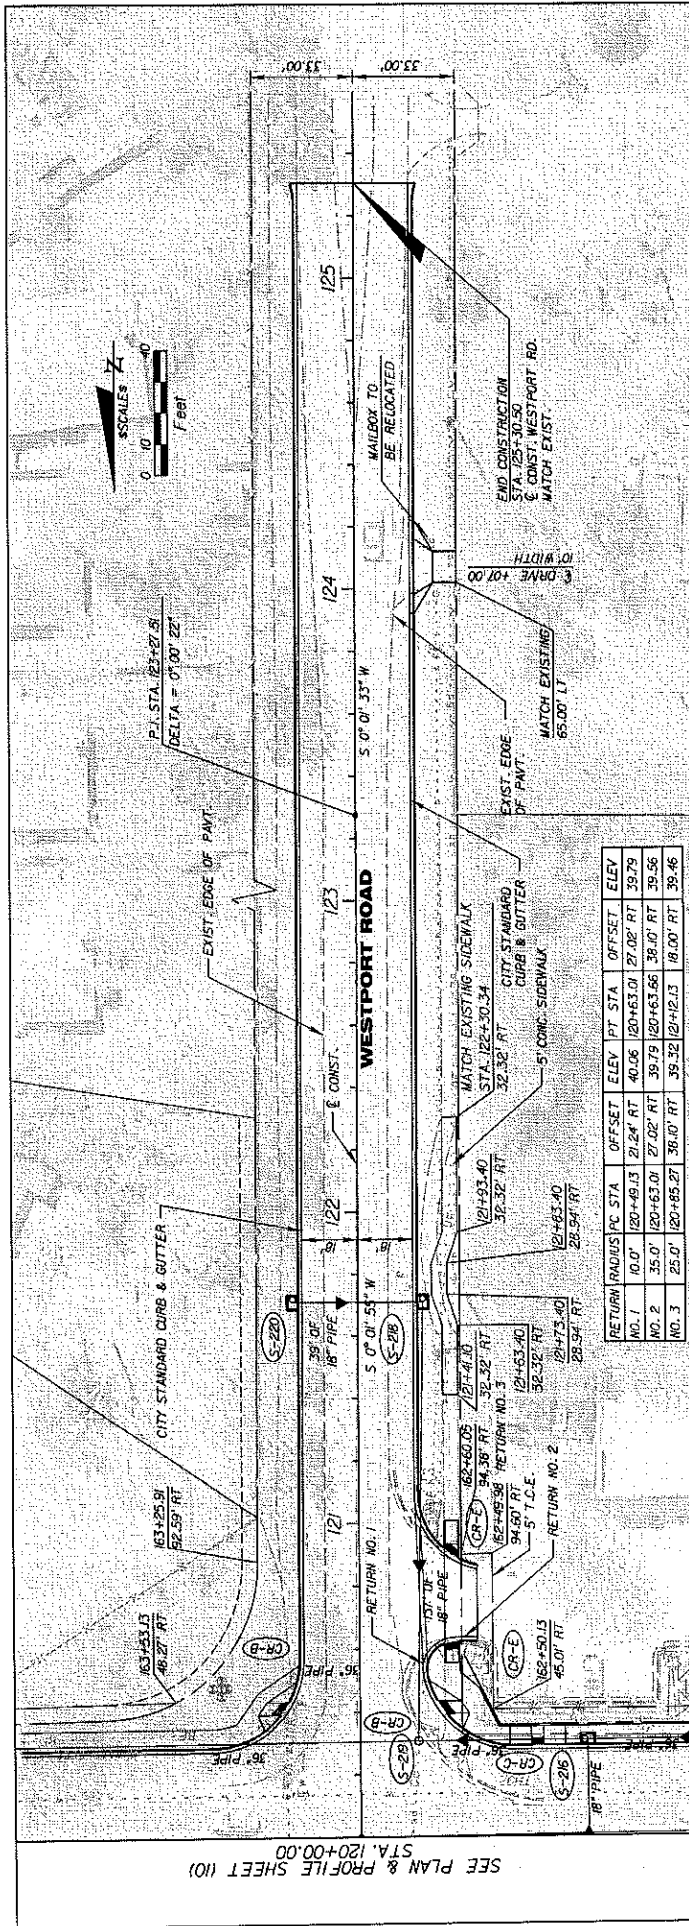 SEE PLAN & PROFILE SHEET (10)
STA. 120+00.00
163+53.13
48.27' RT
163+25.91
92.59' RT
CITY STANDARD CURB & GUTTER
EXIST. EDGE OF PAVT.
P.I. STA. 123+27.81
DELTA = 0° 00' 22"
$SCALE$
Z
0 10 40
Feet
33.00'
33.00'
36" PIPE
36" PIPE
CR-B
S-220
39' OF
18" PIPE
18'
18'
℄ CONST.
121
122
123
124
125
S 0° 01' 55" W
WESTPORT ROAD
S 0° 01' 33" W
RETURN NO. 1
S-218
S-219
CR-B
CR-C
S-216
36" PIPE
18" PIPE
CR-E
162+50.13
45.01' RT
RETURN NO. 2
131' OF
18" PIPE
CR-E
162+60.05
94.38' RT
162+49.98
94.60' RT
RETURN NO. 3
5' T.C.E.
121+41.10
32.32' RT
121+63.40
32.32' RT
121+73.40
28.94' RT
121+83.40
28.94' RT
121+93.40
32.32' RT
MATCH EXISTING SIDEWALK
STA. 122+30.34
32.32' RT
5' CONC. SIDEWALK
CITY STANDARD
CURB & GUTTER
EXIST. EDGE
OF PAVT.
MATCH EXISTING
65.00' LT
℄ DRIVE +07.00
10' WIDTH
MAILBOX TO
BE RELOCATED
END CONSTRUCTION
STA. 125+30.50
℄ CONST. WESTPORT RD.
MATCH EXIST.
RETURN RADIUS PC STA OFFSET ELEV PT STA OFFSET ELEV
NO. 1 10.0' 120+49.13 21.24' RT 40.06 120+63.01 27.02' RT 39.79
NO. 2 35.0' 120+63.01 27.02' RT 39.79 120+63.66 38.10' RT 39.56
NO. 3 25.0' 120+85.27 38.10' RT 39.32 121+12.13 18.00' RT 39.46